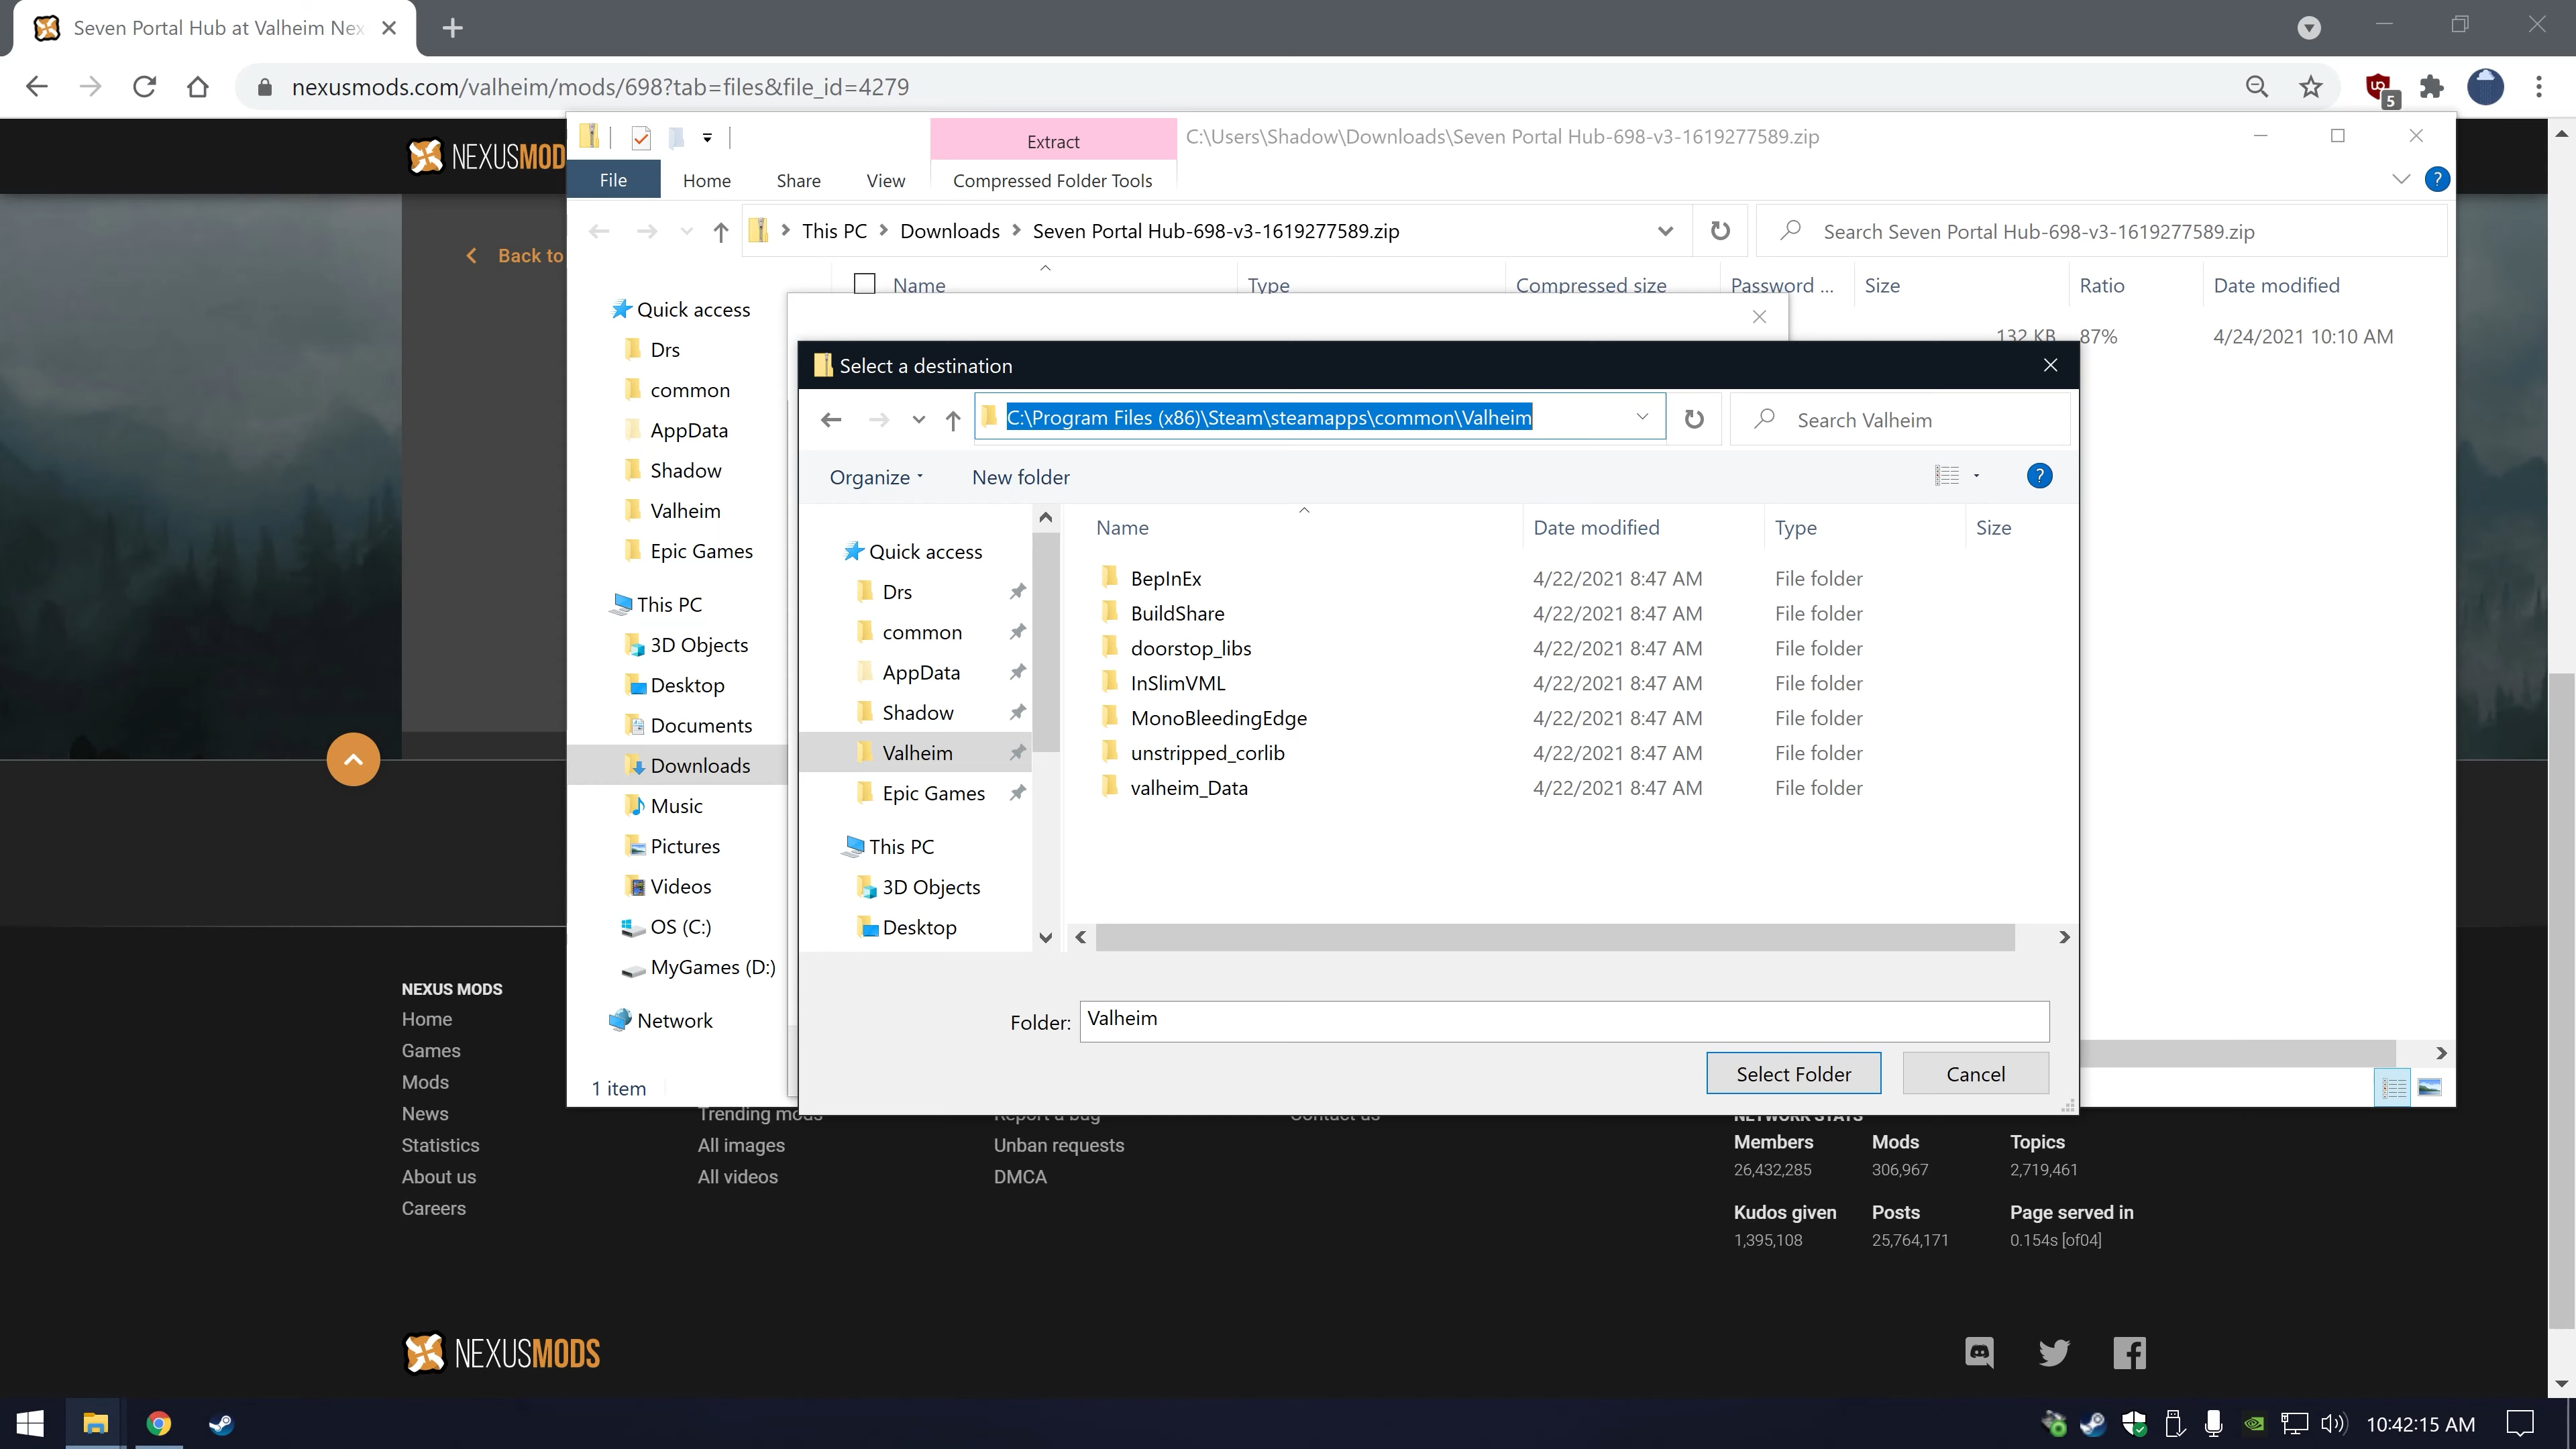 Seven Portal Hub at Valheim Nex
nexusmods.com/valheim/mods/698?tab=files&file_id=4279
5
NEXUSMOD
Extract
C:\Users\Shadow\Downloads\Seven Portal Hub-698-v3-1619277589.zip
File
Home
Share
View
Compressed Folder Tools
This PC
Downloads
Seven Portal Hub-698-v3-1619277589.zip
Search Seven Portal Hub-698-v3-1619277589.zip
Back to
Name
Type
Compressed size
Password ...
Size
Ratio
Date modified
132 KB
87%
4/24/2021 10:10 AM
Quick access
Drs
common
AppData
Shadow
Valheim
Epic Games
This PC
3D Objects
Desktop
Documents
Downloads
Music
Pictures
Videos
OS (C:)
MyGames (D:)
Network
1 item
Select a destination
C:\Program Files (x86)\Steam\steamapps\common\Valheim
Search Valheim
Organize
New folder
Quick access
Drs
common
AppData
Shadow
Valheim
Epic Games
This PC
3D Objects
Desktop
Name
Date modified
Type
Size
BepInEx
4/22/2021 8:47 AM
File folder
BuildShare
4/22/2021 8:47 AM
File folder
doorstop_libs
4/22/2021 8:47 AM
File folder
InSlimVML
4/22/2021 8:47 AM
File folder
MonoBleedingEdge
4/22/2021 8:47 AM
File folder
unstripped_corlib
4/22/2021 8:47 AM
File folder
valheim_Data
4/22/2021 8:47 AM
File folder
Folder:
Valheim
Select Folder
Cancel
NEXUS MODS
Home
Games
Mods
News
Statistics
About us
Careers
Trending mods
All images
All videos
Report a bug
Unban requests
DMCA
Contact us
NETWORK STATS
Members
26,432,285
Mods
306,967
Topics
2,719,461
Kudos given
1,395,108
Posts
25,764,171
Page served in
0.154s [of04]
NEXUSMODS
10:42:15 AM